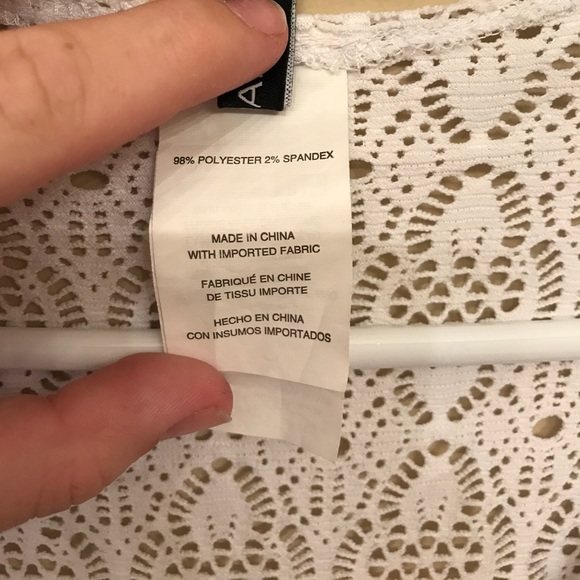 98% POLYESTER 2% SPANDEX
MADE IN CHINA
WITH IMPORTED FABRIC
FABRIQUÉ EN CHINE
DE TISSU IMPORTE
HECHO EN CHINA
CON INSUMOS IMPORTADOS